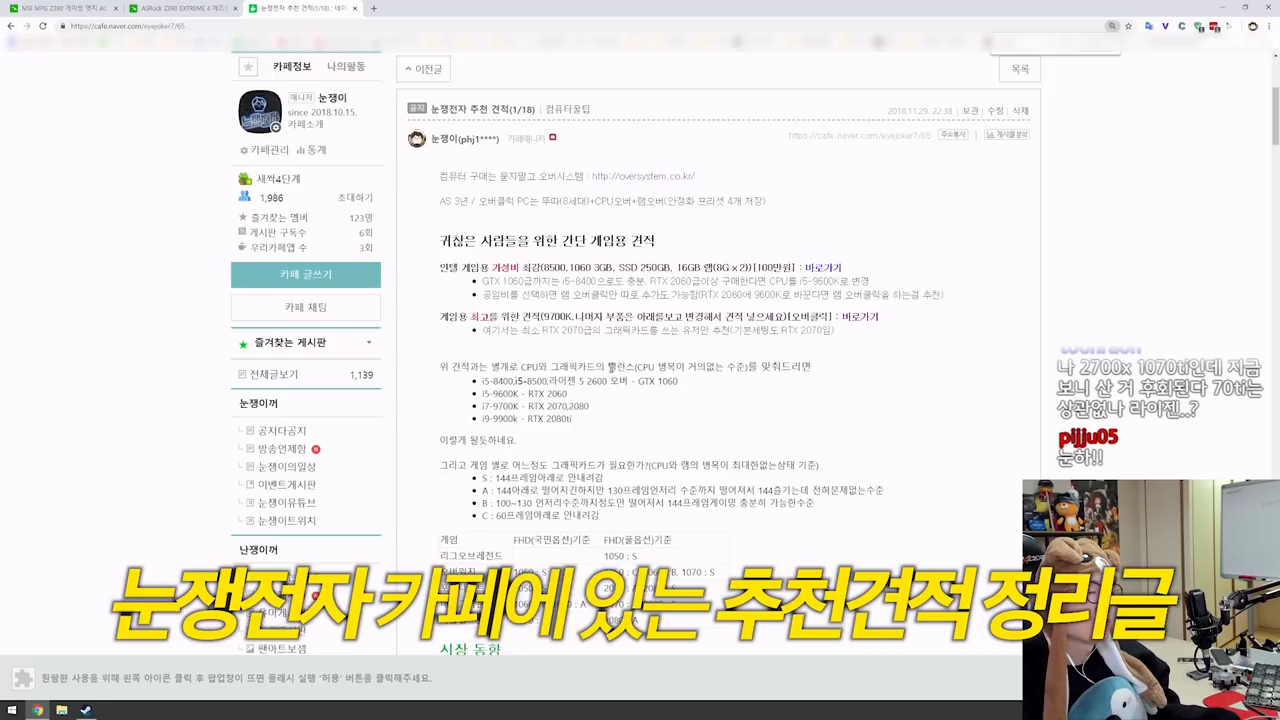 MSI MPG Z390 게이밍 엣지 AC
ASRock Z390 EXTREME 4 에즈
눈쟁전자 추천 견적(1/18) : 네이
https://cafe.naver.com/eyejoker7/65
카페정보 나의활동
이전글
목록
매니저 눈쟁이
since 2018.10.15.
카페소개
카페관리 통계
새싹4단계
1,986 초대하기
즐겨찾는 멤버 123명
게시판 구독수 6회
우리카페앱 수 3회
카페 글쓰기
카페 채팅
즐겨찾는 게시판
전체글보기 1,139
눈쟁이꺼
공지다공지
방송언제함
눈쟁이의일상
이벤트게시판
눈쟁이유튜브
눈쟁이트위치
난쟁이꺼
팬아트보셈
공지 눈쟁전자 추천 견적(1/18) | 컴퓨터꿀팁
2018.11.29. 22:38 | 보관 | 수정 | 삭제
눈쟁이(phj1****) 카페매니저
https://cafe.naver.com/eyejoker7/65 주소복사 게시글 분석
컴퓨터 구매는 묻지말고 오버시스템 : http://oversystem.co.kr/
AS 3년 / 오버클럭 PC는 뚜따(8세대)+CPU오버+램오버(안정화 프리셋 4개 저장)
귀찮은 사람들을 위한 간단 게임용 견적
인텔 게임용 가성비 최강(8500,1060 3GB, SSD 250GB, 16GB 램(8G x 2))[100만원] : 바로가기
GTX 1060급까지는 i5-8400으로도 충분, RTX 2060급이상 구매한다면 CPU를 i5-9600K로 변경
공임비를 선택하면 램 오버클럭만 따로 추가도 가능함(RTX 2060에 9600K로 바꾼다면 램 오버클럭을 하는걸 추천)
게임용 최고를 위한 견적(9700K,나머지 부품은 아래를보고 변경해서 견적 넣으세요)[오버클럭] : 바로가기
여기서는 최소 RTX 2070급의 그래픽카드를 쓰는 유저만 추천(기본세팅도 RTX 2070임)
위 견적과는 별개로 CPU와 그래픽카드의 밸런스(CPU 병목이 거의없는 수준)를 맞춰드리면
i5-8400,i5-8500,라이젠 5 2600 오버 - GTX 1060
i5-9600K - RTX 2060
i7-9700K - RTX 2070,2080
i9-9900k - RTX 2080ti
이렇게 될듯하네요.
그리고 게임 별로 어느정도 그래픽카드가 필요한가?(CPU와 램의 병목이 최대한없는상태 기준)
S : 144프레임아래로 안내려감
A : 144아래로 떨어지긴하지만 130프레임언저리 수준까지 떨어져서 144즐기는데 전혀문제없는수준
B : 100~130 언저리수준까지정도만 떨어져서 144프레임게이밍 충분히 가능한수준
C : 60프레임아래로 안내려감
게임 FHD(국민옵션)기준 FHD(풀옵션)기준
리그오브레전드 1050 : S
시장 동향
나 2700x 1070ti인데 지금
보니 산 거 후회된다 70ti는
상관없나 라이젠..?
pijju05
눈하!!
눈쟁전자 카페에 있는 추천견적 정리글
원활한 사용을 위해 왼쪽 아이콘 클릭 후 팝업창이 뜨면 플래시 실행 '허용' 버튼을 클릭해주세요.